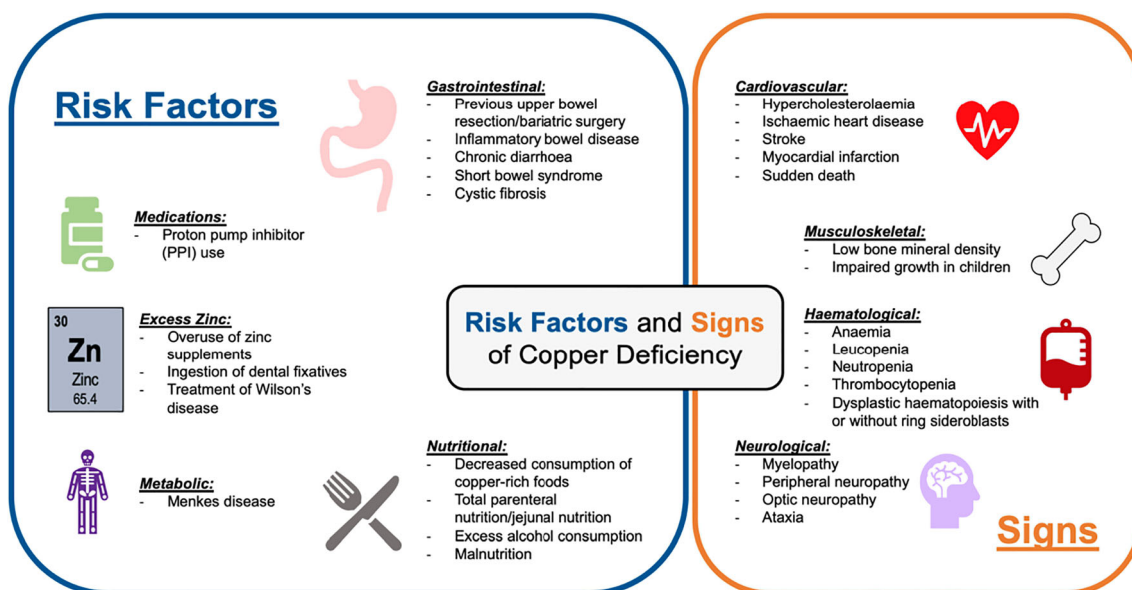 Risk Factors
Gastrointestinal:
- Previous upper bowel
resection/bariatric surgery
- Inflammatory bowel disease
- Chronic diarrhoea
- Short bowel syndrome
- Cystic fibrosis
Medications:
- Proton pump inhibitor
(PPI) use
30
Zn
Zinc
65.4
Excess Zinc:
- Overuse of zinc
supplements
- Ingestion of dental fixatives
- Treatment of Wilson's
disease
Metabolic:
- Menkes disease
Nutritional:
- Decreased consumption of
copper-rich foods
- Total parenteral
nutrition/jejunal nutrition
- Excess alcohol consumption
- Malnutrition
Risk Factors and Signs
of Copper Deficiency
Cardiovascular:
- Hypercholesterolaemia
- Ischaemic heart disease
- Stroke
- Myocardial infarction
- Sudden death
Musculoskeletal:
- Low bone mineral density
- Impaired growth in children
Haematological:
- Anaemia
- Leucopenia
- Neutropenia
- Thrombocytopenia
- Dysplastic haematopoiesis with
or without ring sideroblasts
Neurological:
- Myelopathy
- Peripheral neuropathy
- Optic neuropathy
- Ataxia
Signs